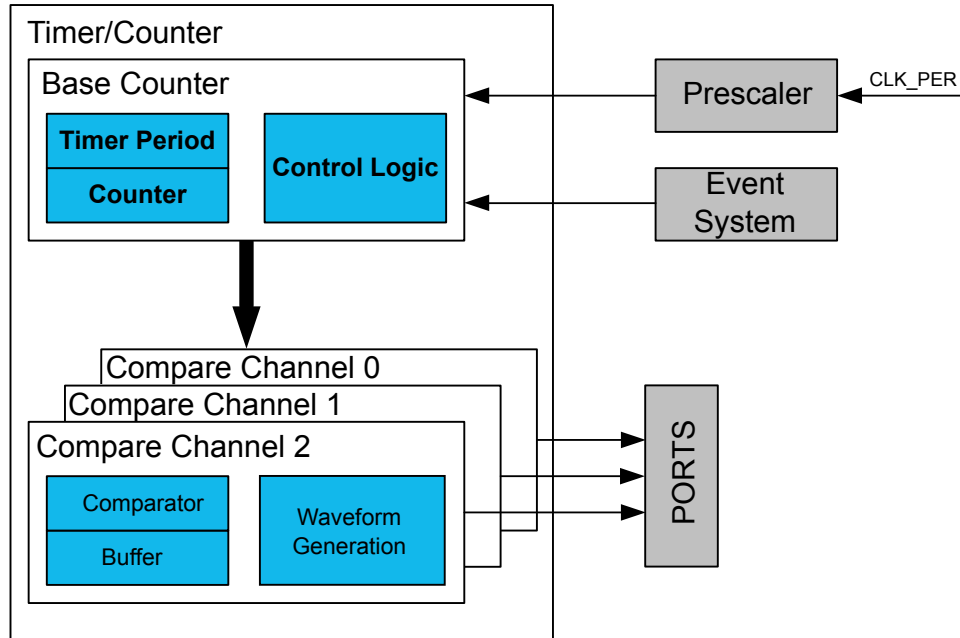 Timer/Counter
Base Counter
Timer Period
Counter
Control Logic
Prescaler
CLK_PER
Event
System
Compare Channel 0
Compare Channel 1
Compare Channel 2
Comparator
Buffer
Waveform
Generation
PORTS